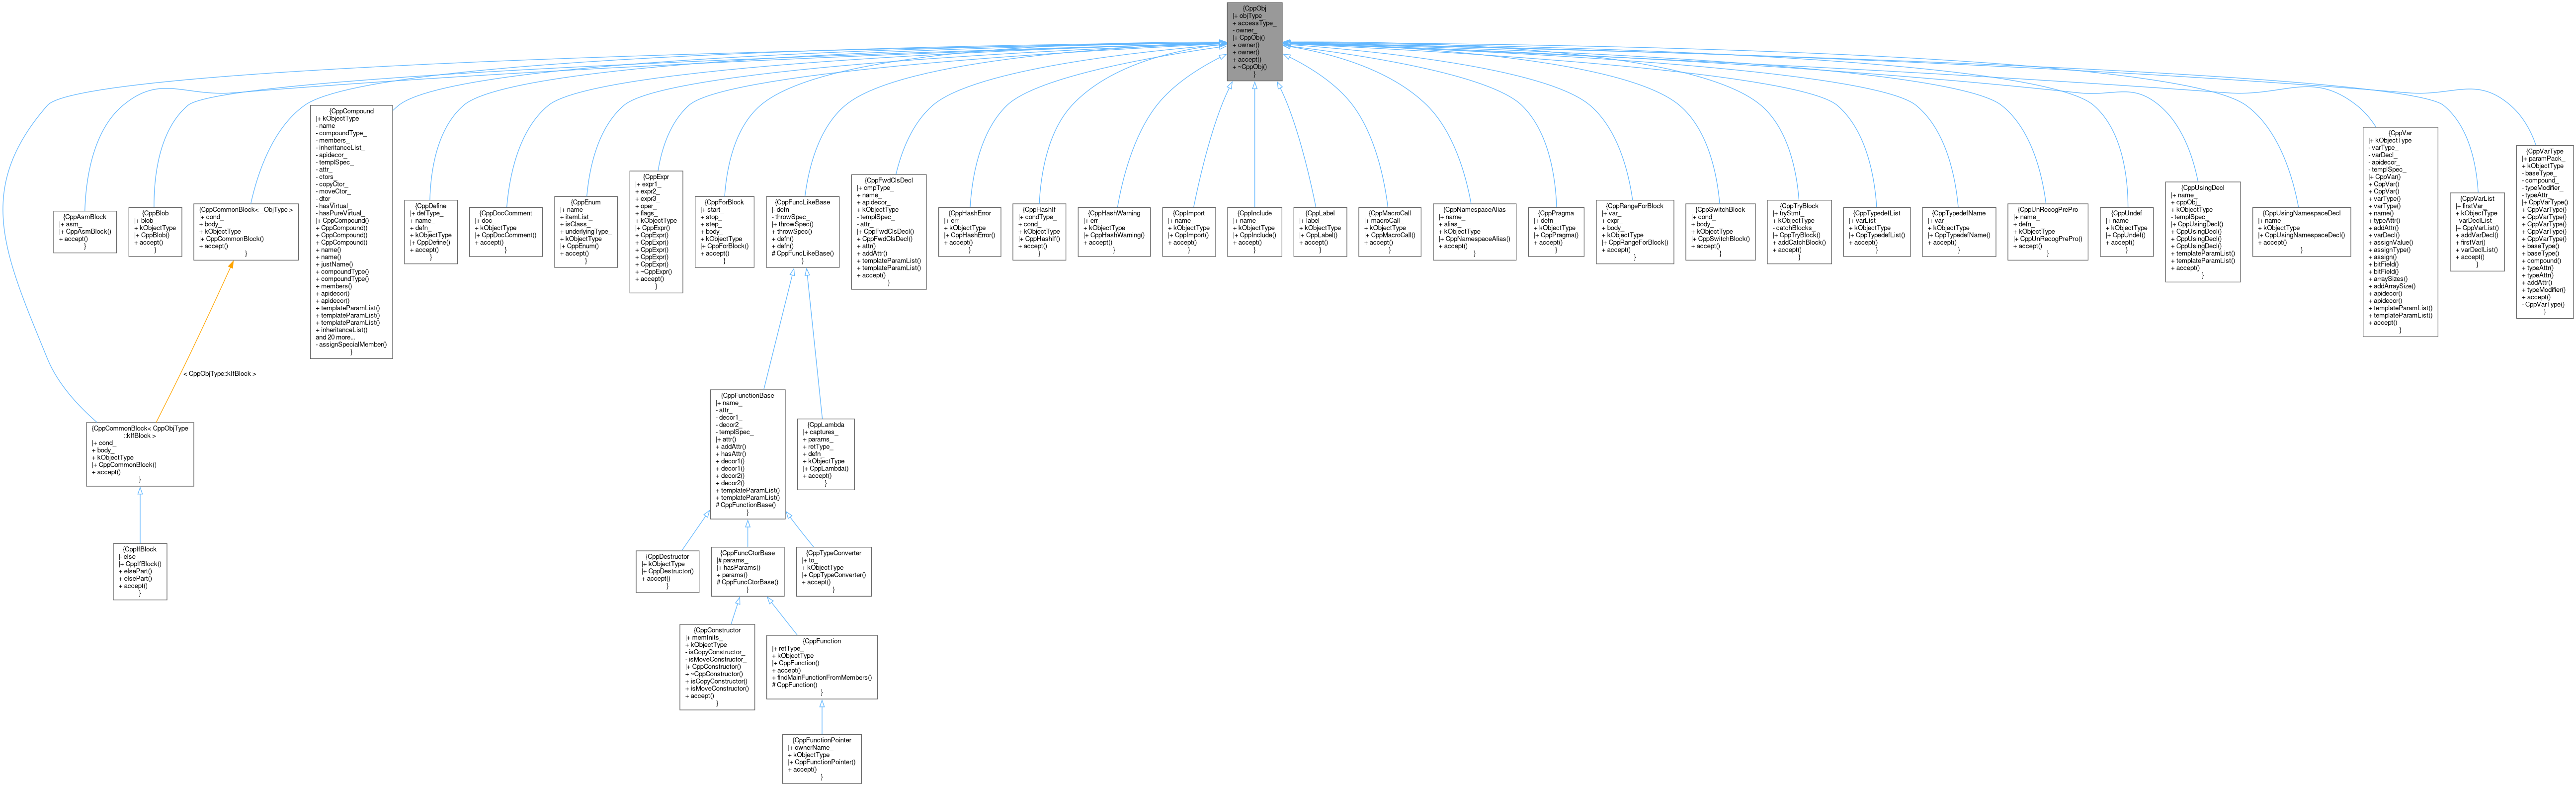 {CppObj
|+ objType_
+ accessType_
- owner_
|+ CppObj()
+ owner()
+ owner()
+ accept()
+ ~CppObj()
}
{CppAsmBlock
|+ asm_
|+ CppAsmBlock()
+ accept()
}
{CppBlob
|+ blob_
+ kObjectType
|+ CppBlob()
+ accept()
}
{CppCommonBlock< _ObjType >
|+ cond_
+ body_
+ kObjectType
|+ CppCommonBlock()
+ accept()
}
{CppCompound
|+ kObjectType
- name_
- compoundType_
- members_
- inheritanceList_
- apidecor_
- templSpec_
- attr_
- ctors_
- copyCtor_
- moveCtor_
- dtor_
- hasVirtual_
- hasPureVirtual_
|+ CppCompound()
+ CppCompound()
+ CppCompound()
+ CppCompound()
+ name()
+ name()
+ justName()
+ compoundType()
+ compoundType()
+ members()
+ apidecor()
+ apidecor()
+ templateParamList()
+ templateParamList()
+ templateParamList()
+ inheritanceList()
and 20 more...
- assignSpecialMember()
}
{CppDefine
|+ defType_
+ name_
+ defn_
+ kObjectType
|+ CppDefine()
+ accept()
}
{CppDocComment
|+ doc_
+ kObjectType
|+ CppDocComment()
+ accept()
}
{CppEnum
|+ name_
+ itemList_
+ isClass_
+ underlyingType_
+ kObjectType
|+ CppEnum()
+ accept()
}
{CppExpr
|+ expr1_
+ expr2_
+ expr3_
+ oper_
+ flags_
+ kObjectType
|+ CppExpr()
+ CppExpr()
+ CppExpr()
+ CppExpr()
+ CppExpr()
+ CppExpr()
+ ~CppExpr()
+ accept()
}
{CppForBlock
|+ start_
+ stop_
+ step_
+ body_
+ kObjectType
|+ CppForBlock()
+ accept()
}
{CppFuncLikeBase
|- defn_
- throwSpec_
|+ throwSpec()
+ throwSpec()
+ defn()
+ defn()
# CppFuncLikeBase()
}
{CppFwdClsDecl
|+ cmpType_
+ name_
+ apidecor_
+ kObjectType
- templSpec_
- attr_
|+ CppFwdClsDecl()
+ CppFwdClsDecl()
+ attr()
+ addAttr()
+ templateParamList()
+ templateParamList()
+ accept()
}
{CppHashError
|+ err_
+ kObjectType
|+ CppHashError()
+ accept()
}
{CppHashIf
|+ condType_
+ cond_
+ kObjectType
|+ CppHashIf()
+ accept()
}
{CppHashWarning
|+ err_
+ kObjectType
|+ CppHashWarning()
+ accept()
}
{CppImport
|+ name_
+ kObjectType
|+ CppImport()
+ accept()
}
{CppInclude
|+ name_
+ kObjectType
|+ CppInclude()
+ accept()
}
{CppLabel
|+ label_
+ kObjectType
|+ CppLabel()
+ accept()
}
{CppMacroCall
|+ macroCall_
+ kObjectType
|+ CppMacroCall()
+ accept()
}
{CppNamespaceAlias
|+ name_
+ alias_
+ kObjectType
|+ CppNamespaceAlias()
+ accept()
}
{CppPragma
|+ defn_
+ kObjectType
|+ CppPragma()
+ accept()
}
{CppRangeForBlock
|+ var_
+ expr_
+ body_
+ kObjectType
|+ CppRangeForBlock()
+ accept()
}
{CppSwitchBlock
|+ cond_
+ body_
+ kObjectType
|+ CppSwitchBlock()
+ accept()
}
{CppTryBlock
|+ tryStmt_
+ kObjectType
- catchBlocks_
|+ CppTryBlock()
+ addCatchBlock()
+ accept()
}
{CppTypedefList
|+ varList_
+ kObjectType
|+ CppTypedefList()
+ accept()
}
{CppTypedefName
|+ var_
+ kObjectType
|+ CppTypedefName()
+ accept()
}
{CppUnRecogPrePro
|+ name_
+ defn_
+ kObjectType
|+ CppUnRecogPrePro()
+ accept()
}
{CppUndef
|+ name_
+ kObjectType
|+ CppUndef()
+ accept()
}
{CppUsingDecl
|+ name_
+ cppObj_
+ kObjectType
- templSpec_
|+ CppUsingDecl()
+ CppUsingDecl()
+ CppUsingDecl()
+ CppUsingDecl()
+ templateParamList()
+ templateParamList()
+ accept()
}
{CppUsingNamespaceDecl
|+ name_
+ kObjectType
|+ CppUsingNamespaceDecl()
+ accept()
}
{CppVar
|+ kObjectType
- varType_
- varDecl_
- apidecor_
- templSpec_
|+ CppVar()
+ CppVar()
+ CppVar()
+ varType()
+ varType()
+ name()
+ typeAttr()
+ addAttr()
+ varDecl()
+ assignValue()
+ assignType()
+ assign()
+ bitField()
+ bitField()
+ arraySizes()
+ addArraySize()
+ apidecor()
+ apidecor()
+ templateParamList()
+ templateParamList()
+ accept()
}
{CppVarList
|+ firstVar_
+ kObjectType
- varDeclList_
|+ CppVarList()
+ addVarDecl()
+ firstVar()
+ varDeclList()
+ accept()
}
{CppVarType
|+ paramPack_
+ kObjectType
- baseType_
- compound_
- typeModifier_
- typeAttr_
|+ CppVarType()
+ CppVarType()
+ CppVarType()
+ CppVarType()
+ CppVarType()
+ CppVarType()
+ baseType()
+ baseType()
+ compound()
+ typeAttr()
+ typeAttr()
+ addAttr()
+ typeModifier()
+ accept()
- CppVarType()
}
< CppObjType::kIfBlock >
{CppCommonBlock< CppObjType
::kIfBlock >
|+ cond_
+ body_
+ kObjectType
|+ CppCommonBlock()
+ accept()
}
{CppFunctionBase
|+ name_
- attr_
- decor1_
- decor2_
- templSpec_
|+ attr()
+ addAttr()
+ hasAttr()
+ decor1()
+ decor1()
+ decor2()
+ decor2()
+ templateParamList()
+ templateParamList()
# CppFunctionBase()
}
{CppLambda
|+ captures_
+ params_
+ retType_
+ defn_
+ kObjectType
|+ CppLambda()
+ accept()
}
{CppIfBlock
|- else_
|+ CppIfBlock()
+ elsePart()
+ elsePart()
+ accept()
}
{CppDestructor
|+ kObjectType
|+ CppDestructor()
+ accept()
}
{CppFuncCtorBase
|# params_
|+ hasParams()
+ params()
# CppFuncCtorBase()
}
{CppTypeConverter
|+ to_
+ kObjectType
|+ CppTypeConverter()
+ accept()
}
{CppConstructor
|+ memInits_
+ kObjectType
- isCopyConstructor_
- isMoveConstructor_
|+ CppConstructor()
+ ~CppConstructor()
+ isCopyConstructor()
+ isMoveConstructor()
+ accept()
}
{CppFunction
|+ retType_
+ kObjectType
|+ CppFunction()
+ accept()
+ findMainFunctionFromMembers()
# CppFunction()
}
{CppFunctionPointer
|+ ownerName_
+ kObjectType
|+ CppFunctionPointer()
+ accept()
}